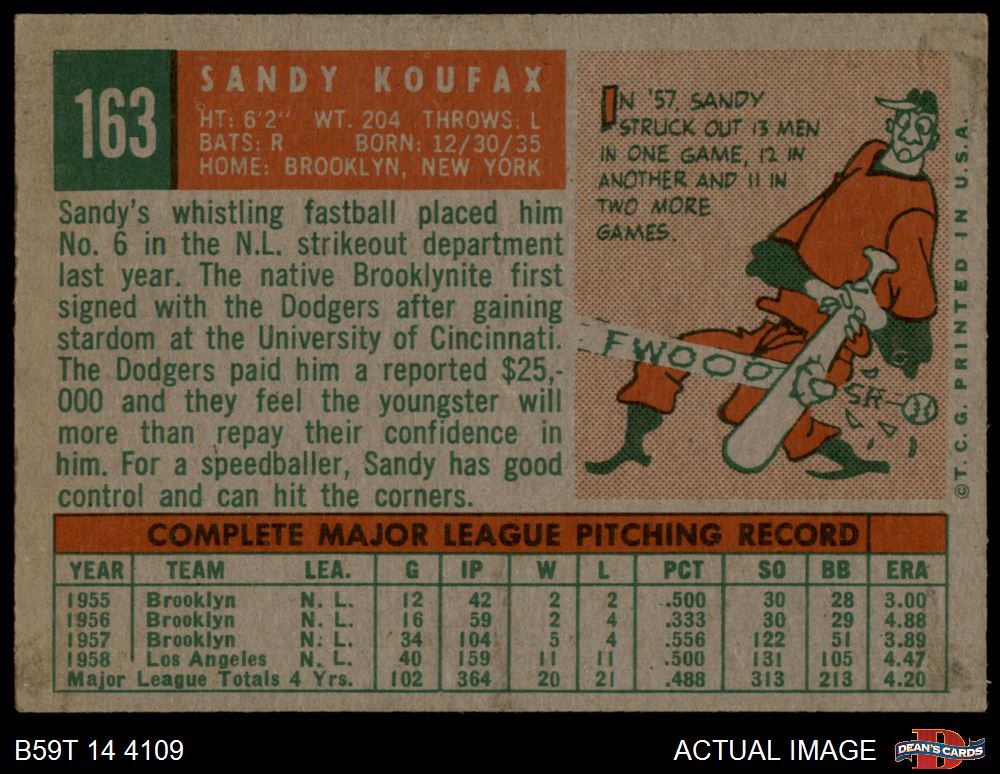 163
SANDY KOUFAX
HT: 6'2" WT. 204 THROWS: L
BATS: R BORN: 12/30/35
HOME: BROOKLYN, NEW YORK
Sandy's whistling fastball placed him
No. 6 in the N.L. strikeout department
last year. The native Brooklynite first
signed with the Dodgers after gaining
stardom at the University of Cincinnati.
The Dodgers paid him a reported $25,-
000 and they feel the youngster will
more than repay their confidence in
him. For a speedballer, Sandy has good
control and can hit the corners.
IN '57, SANDY
STRUCK OUT 13 MEN
IN ONE GAME, 12 IN
ANOTHER AND 11 IN
TWO MORE
GAMES.
FWOOO
SH
©T.C.G. PRINTED IN U.S.A.
COMPLETE MAJOR LEAGUE PITCHING RECORD
YEAR TEAM LEA. G IP W L PCT SO BB ERA
1955 Brooklyn N. L. 12 42 2 2 .500 30 28 3.00
1956 Brooklyn N. L. 16 59 2 4 .333 30 29 4.88
1957 Brooklyn N. L. 34 104 5 4 .556 122 51 3.89
1958 Los Angeles N. L. 40 159 11 11 .500 131 105 4.47
Major League Totals 4 Yrs. 102 364 20 21 .488 313 213 4.20
B59T 14 4109
ACTUAL IMAGE
DEAN'S CARDS